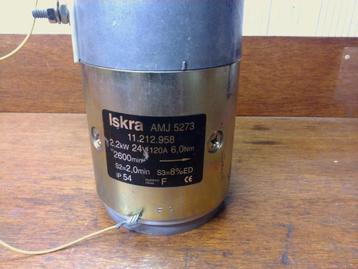 Iskra AMJ 5273
11.212.958
2,2kW 24V 120A 6,0Nm
2600min
S2=2,0min S3=8%ED
IP 54 F CE